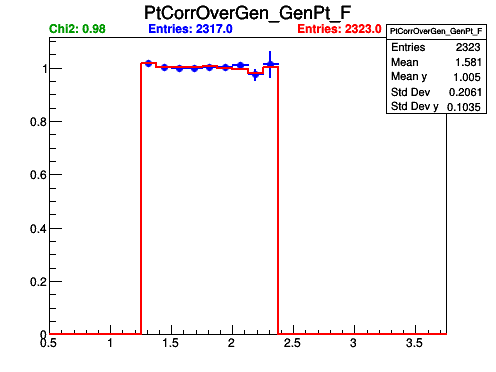 PtCorrOverGen_GenPt_F
Chi2: 0.98 Entries: 2317.0 Entries: 2323.0
PtCorrOverGen_GenPt_F
Entries 2323
Mean 1.581
Mean y 1.005
Std Dev 0.2061
Std Dev y 0.1035
1
0.8
0.6
0.4
0.2
0
0.5 1 1.5 2 2.5 3 3.5